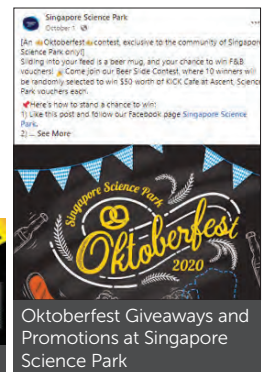 Singapore Science Park
October 1
[An Oktoberfest contest, exclusive to the community of Singapore
Science Park only!]
Sliding into your feed is a beer mug, and your chance to win F&B
vouchers! Come join our Beer Slide Contest, where 10 winners will
be randomly selected to win $50 worth of KICK Cafe at Ascent, Science
Park vouchers each.
Here's how to stand a chance to win:
1) Like this post and follow our Facebook page Singapore Science
Park.
2) ... See More
Singapore Science Park
Oktoberfest
2020
Oktoberfest Giveaways and
Promotions at Singapore
Science Park